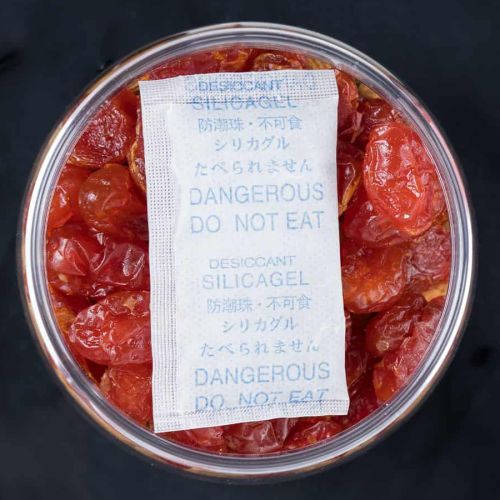 DESICCANT
SILICAGEL
防潮珠·不可食
シリカグル
たべられません
DANGEROUS
DO NOT EAT
DESICCANT
SILICAGEL
防潮珠·不可食
シリカグル
たべられません
DANGEROUS
DO NOT EAT